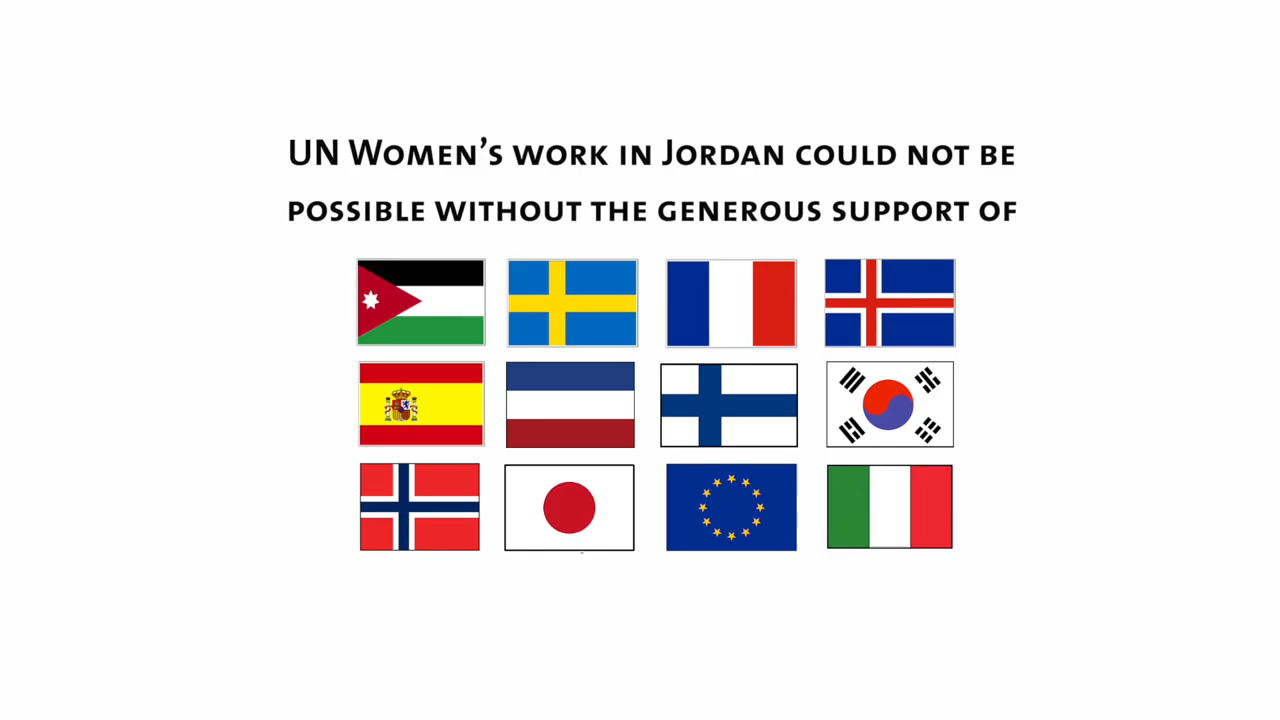 UN Women's work in Jordan could not be
possible without the generous support of